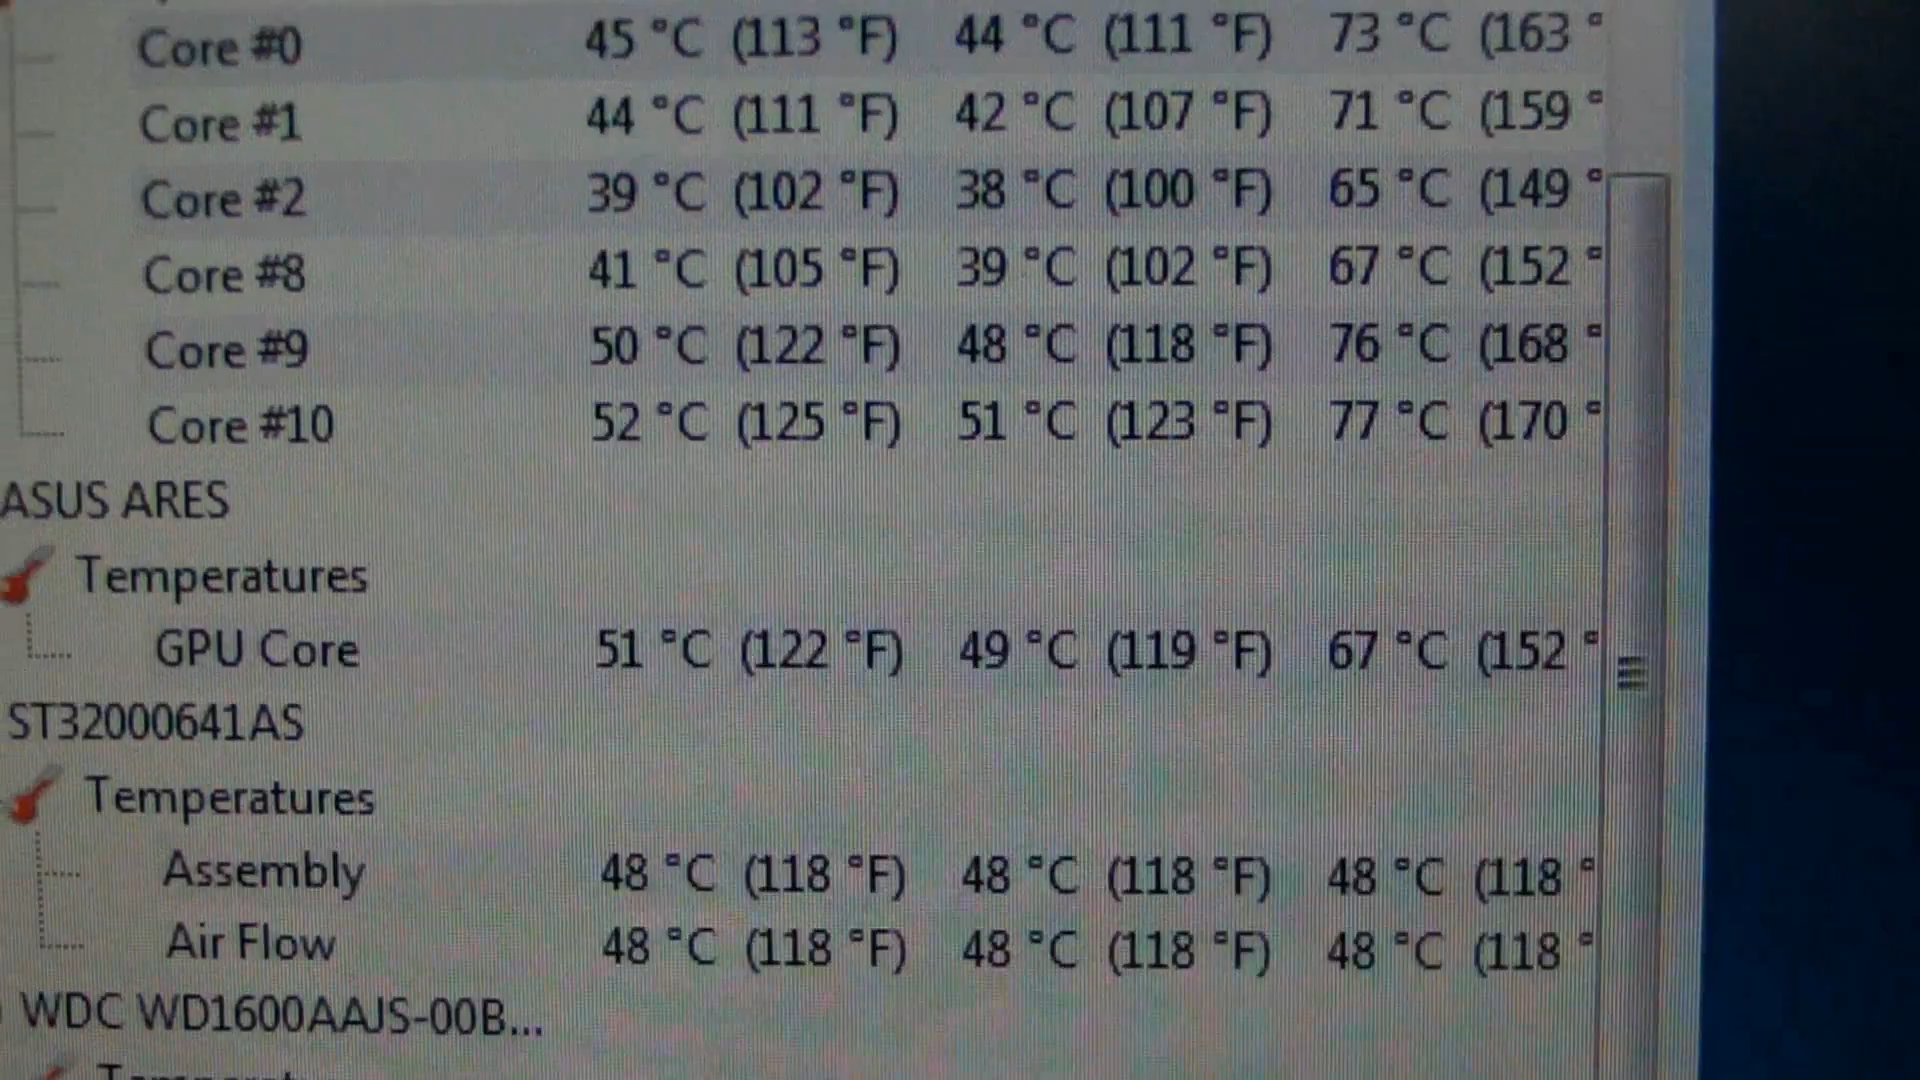 Core #0 45 °C (113 °F) 44 °C (111 °F) 73 °C (163 °
Core #1 44 °C (111 °F) 42 °C (107 °F) 71 °C (159 °
Core #2 39 °C (102 °F) 38 °C (100 °F) 65 °C (149 °
Core #8 41 °C (105 °F) 39 °C (102 °F) 67 °C (152 °
Core #9 50 °C (122 °F) 48 °C (118 °F) 76 °C (168 °
Core #10 52 °C (125 °F) 51 °C (123 °F) 77 °C (170 °
ASUS ARES
Temperatures
GPU Core 51 °C (122 °F) 49 °C (119 °F) 67 °C (152 °
ST32000641AS
Temperatures
Assembly 48 °C (118 °F) 48 °C (118 °F) 48 °C (118 °
Air Flow 48 °C (118 °F) 48 °C (118 °F) 48 °C (118 °
WDC WD1600AAJS-00B...